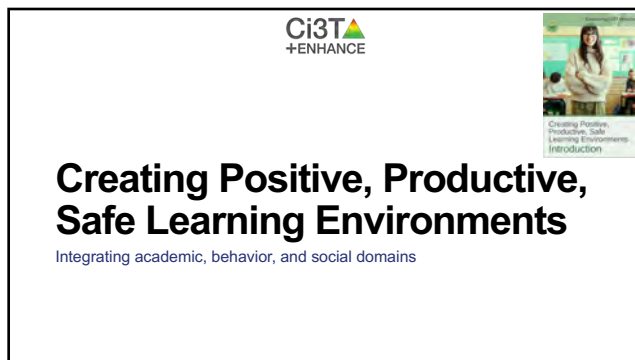 Ci3T
+ENHANCE
Creating Positive,
Productive, Safe
Learning Environments
Introduction
Creating Positive, Productive,
Safe Learning Environments
Integrating academic, behavior, and social domains